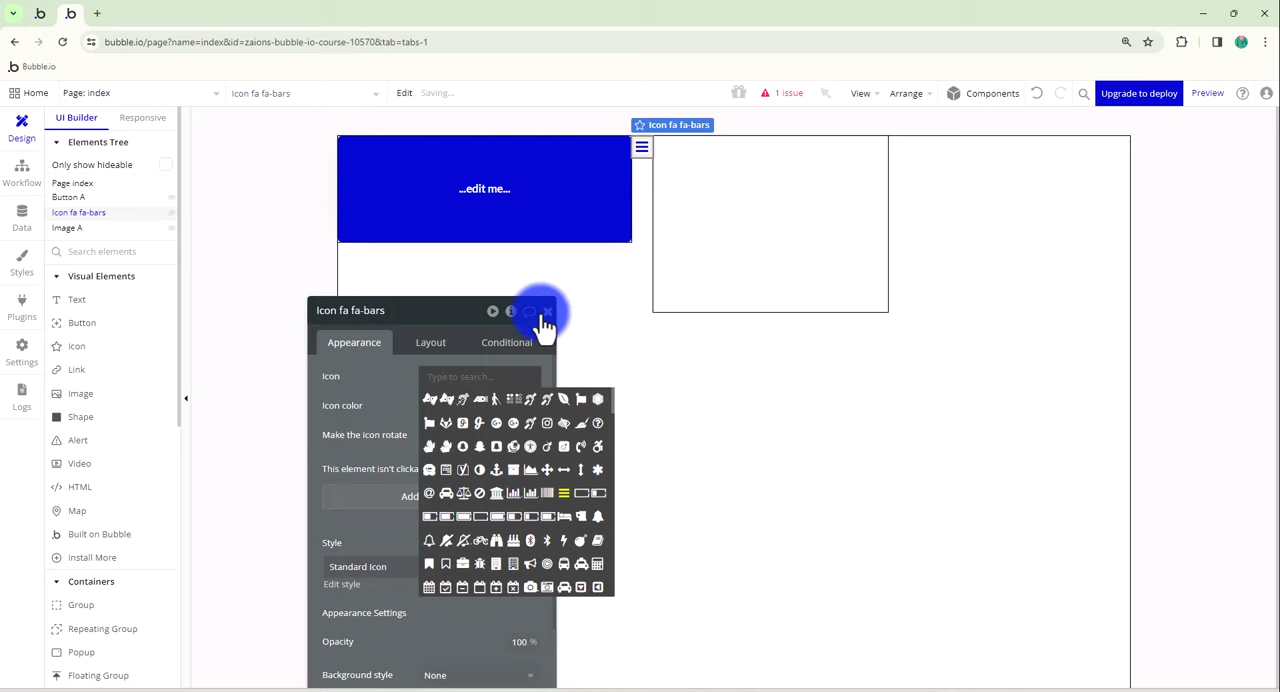 bubble.io/page?name=index&id=zaions-bubble-io-course-10570&tab=tabs-1
Bubble.io
Home
Page: index
Icon fa fa-bars
Edit
Saving...
1 issue
View
Arrange
Components
Upgrade to deploy
Preview
Design
Workflow
Data
Styles
Plugins
Settings
Logs
UI Builder
Responsive
Elements Tree
Only show hideable
Page index
Button A
Icon fa fa-bars
Image A
Search elements
Visual Elements
Text
Button
Icon
Link
Image
Shape
Alert
Video
HTML
Map
Built on Bubble
Install More
Containers
Group
Repeating Group
Popup
Floating Group
Icon fa fa-bars
...edit me...
Icon fa fa-bars
Appearance
Layout
Conditional
Icon
Type to search...
Icon color
Make the icon rotate
This element isn't clicka
Add
Style
Standard Icon
Edit style
Appearance Settings
Opacity
100 %
Background style
None